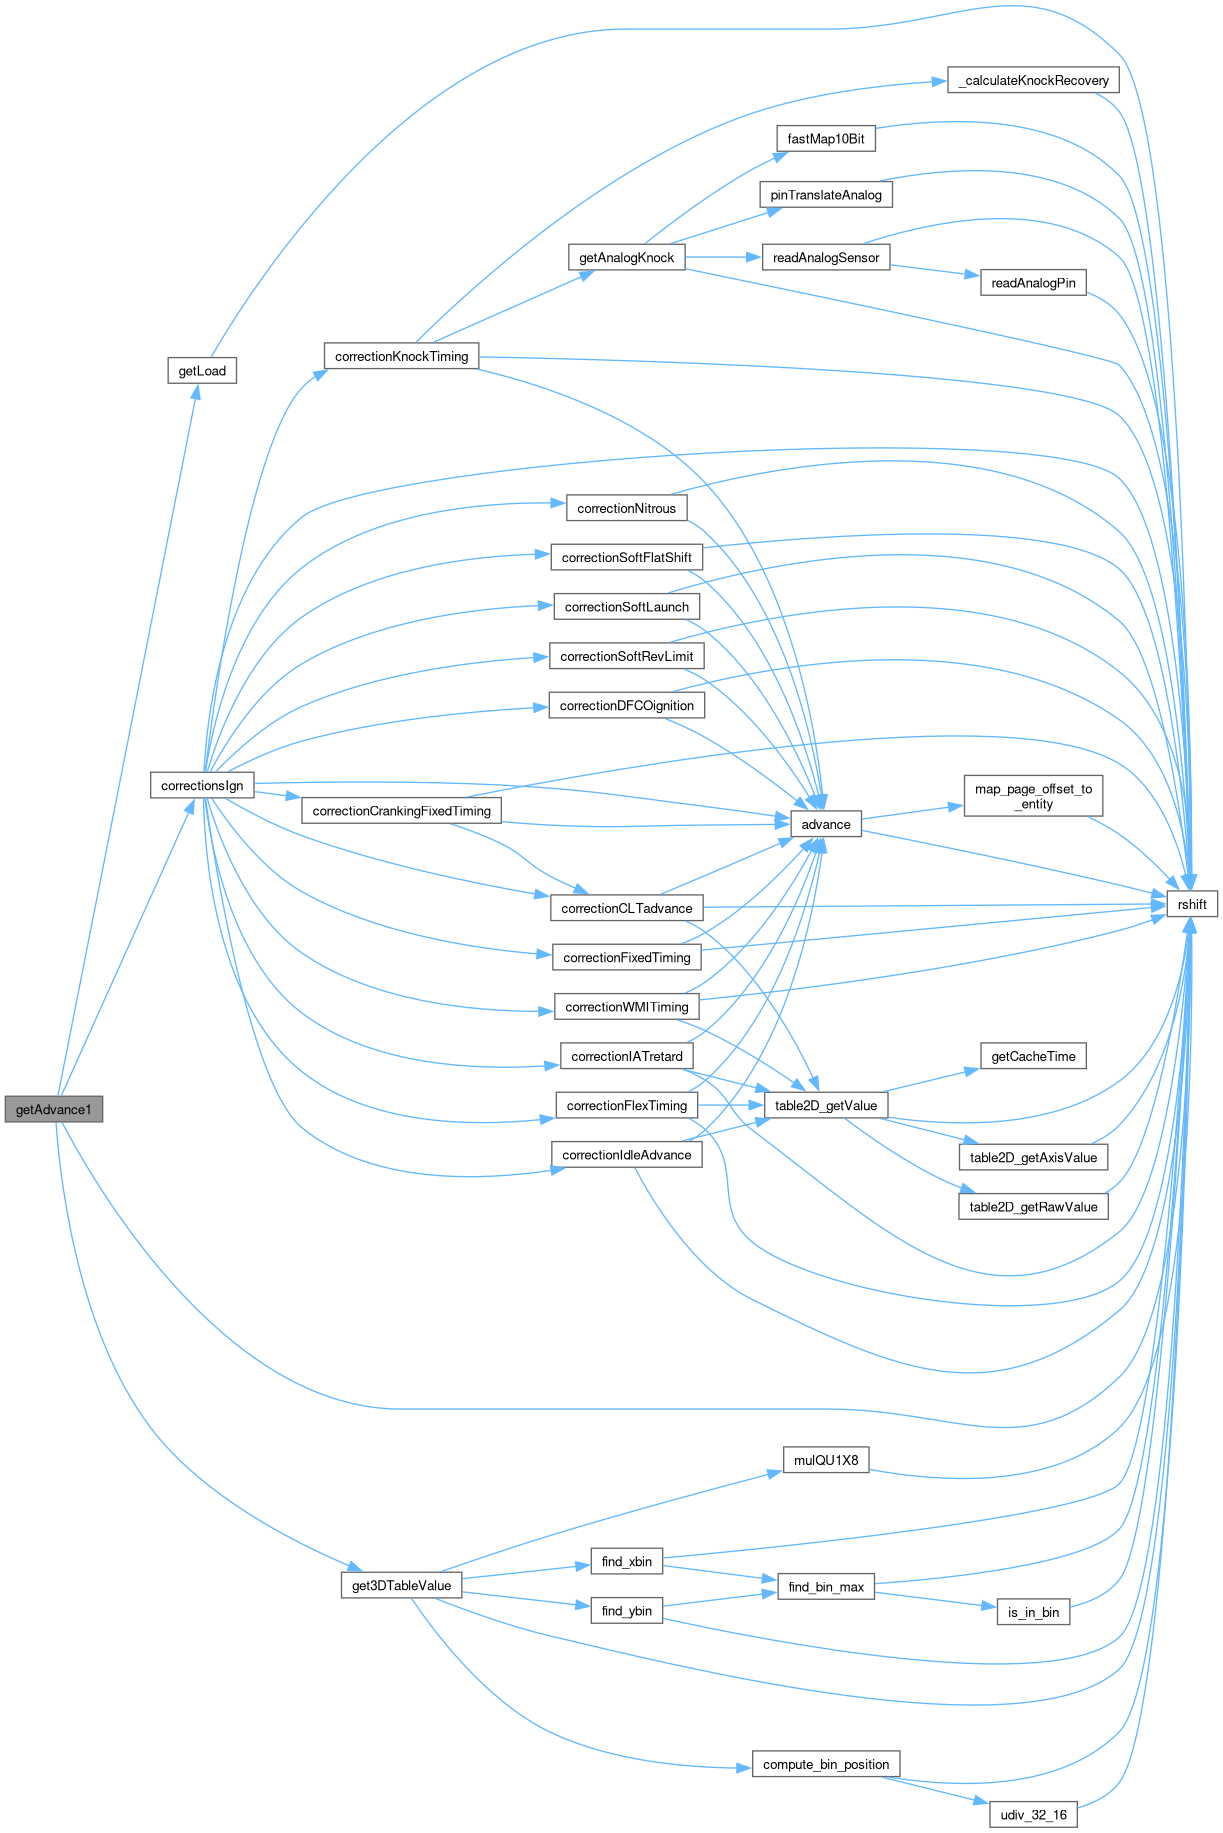 _calculateKnockRecovery
fastMap10Bit
pinTranslateAnalog
getAnalogKnock
readAnalogSensor
readAnalogPin
correctionKnockTiming
getLoad
correctionNitrous
correctionSoftFlatShift
correctionSoftLaunch
correctionSoftRevLimit
correctionDFCOignition
correctionsIgn
map_page_offset_to
_entity
correctionCrankingFixedTiming
advance
rshift
correctionCLTadvance
correctionFixedTiming
correctionWMITiming
correctionIATretard
getCacheTime
getAdvance1
correctionFlexTiming
table2D_getValue
correctionIdleAdvance
table2D_getAxisValue
table2D_getRawValue
mulQU1X8
find_xbin
get3DTableValue
find_bin_max
find_ybin
is_in_bin
compute_bin_position
udiv_32_16